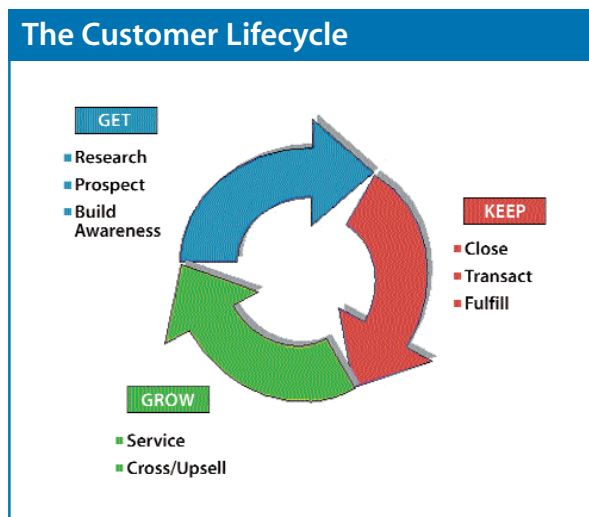 The Customer Lifecycle
GET
Research
Prospect
Build
Awareness
KEEP
Close
Transact
Fulfill
GROW
Service
Cross/Upsell